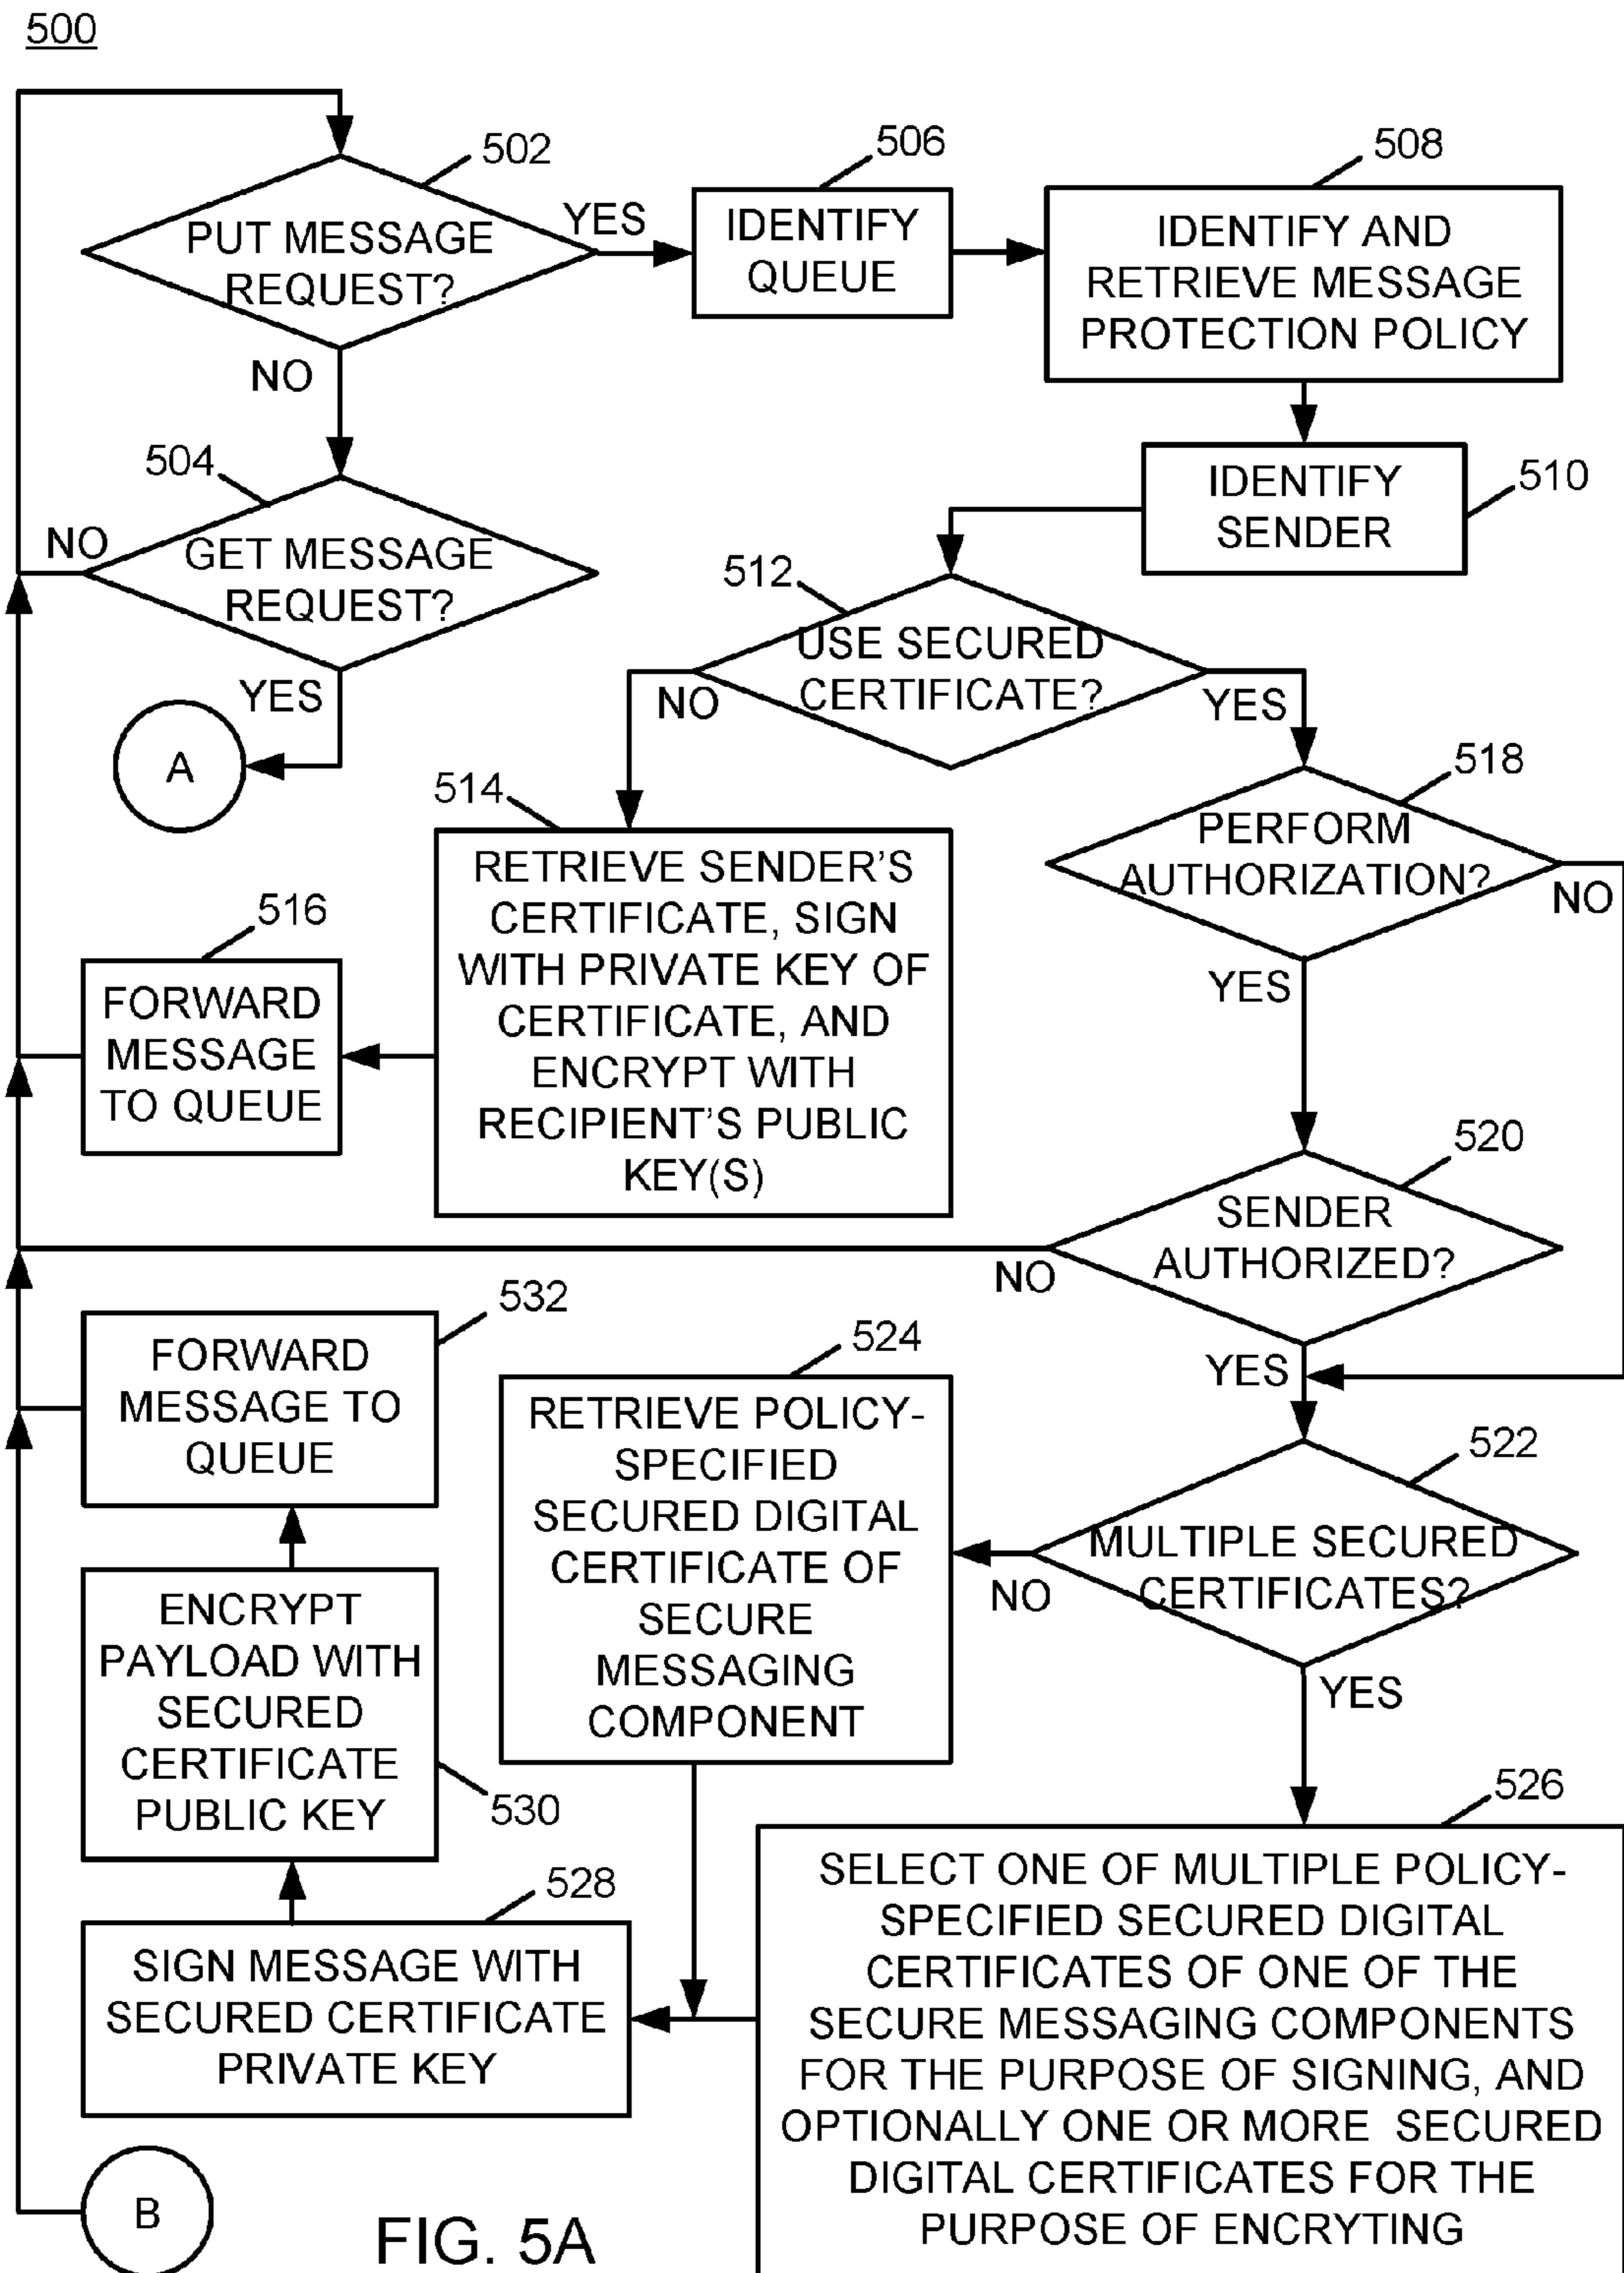 500
502
PUT MESSAGE
REQUEST?
YES
NO
506
IDENTIFY
QUEUE
508
IDENTIFY AND
RETRIEVE MESSAGE
PROTECTION POLICY
504
GET MESSAGE
REQUEST?
NO
YES
A
510
IDENTIFY
SENDER
512
USE SECURED
CERTIFICATE?
NO
YES
514
RETRIEVE SENDER'S
CERTIFICATE, SIGN
WITH PRIVATE KEY OF
CERTIFICATE, AND
ENCRYPT WITH
RECIPIENT'S PUBLIC
KEY(S)
516
FORWARD
MESSAGE
TO QUEUE
518
PERFORM
AUTHORIZATION?
NO
YES
520
SENDER
AUTHORIZED?
NO
YES
522
MULTIPLE SECURED
CERTIFICATES?
NO
YES
524
RETRIEVE POLICY-
SPECIFIED
SECURED DIGITAL
CERTIFICATE OF
SECURE
MESSAGING
COMPONENT
526
SELECT ONE OF MULTIPLE POLICY-
SPECIFIED SECURED DIGITAL
CERTIFICATES OF ONE OF THE
SECURE MESSAGING COMPONENTS
FOR THE PURPOSE OF SIGNING, AND
OPTIONALLY ONE OR MORE SECURED
DIGITAL CERTIFICATES FOR THE
PURPOSE OF ENCRYTING
532
FORWARD
MESSAGE TO
QUEUE
ENCRYPT
PAYLOAD WITH
SECURED
CERTIFICATE
PUBLIC KEY
530
528
SIGN MESSAGE WITH
SECURED CERTIFICATE
PRIVATE KEY
B
FIG. 5A